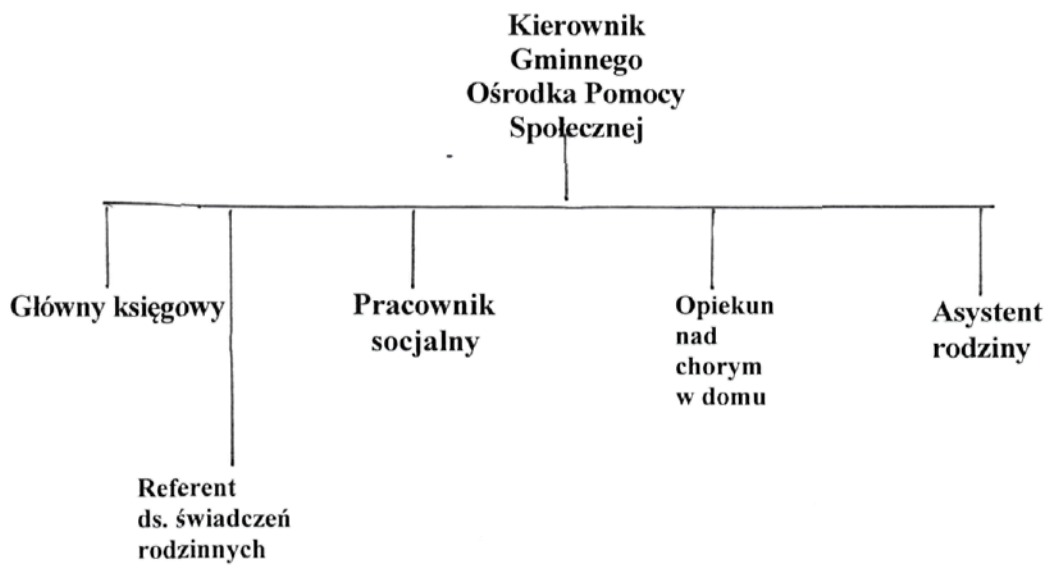 Kierownik
Gminnego
Ośrodka Pomocy
Społecznej
Główny księgowy
Pracownik
socjalny
Opiekun
nad
chorym
w domu
Asystent
rodziny
Referent
ds. świadczeń
rodzinnych